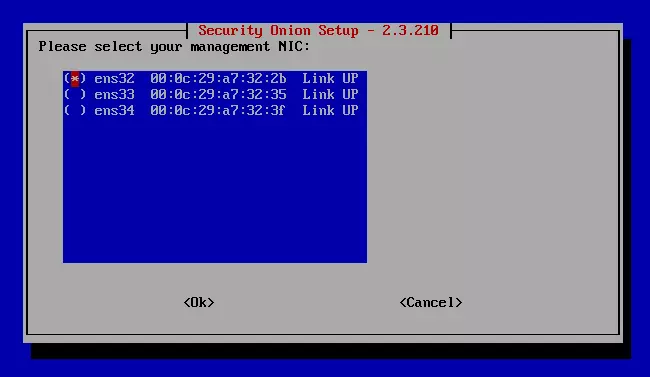 Security Onion Setup - 2.3.210
Please select your management NIC:
(*) ens32 00:0c:29:a7:32:2b Link UP
( ) ens33 00:0c:29:a7:32:35 Link UP
( ) ens34 00:0c:29:a7:32:3f Link UP
<Ok> <Cancel>